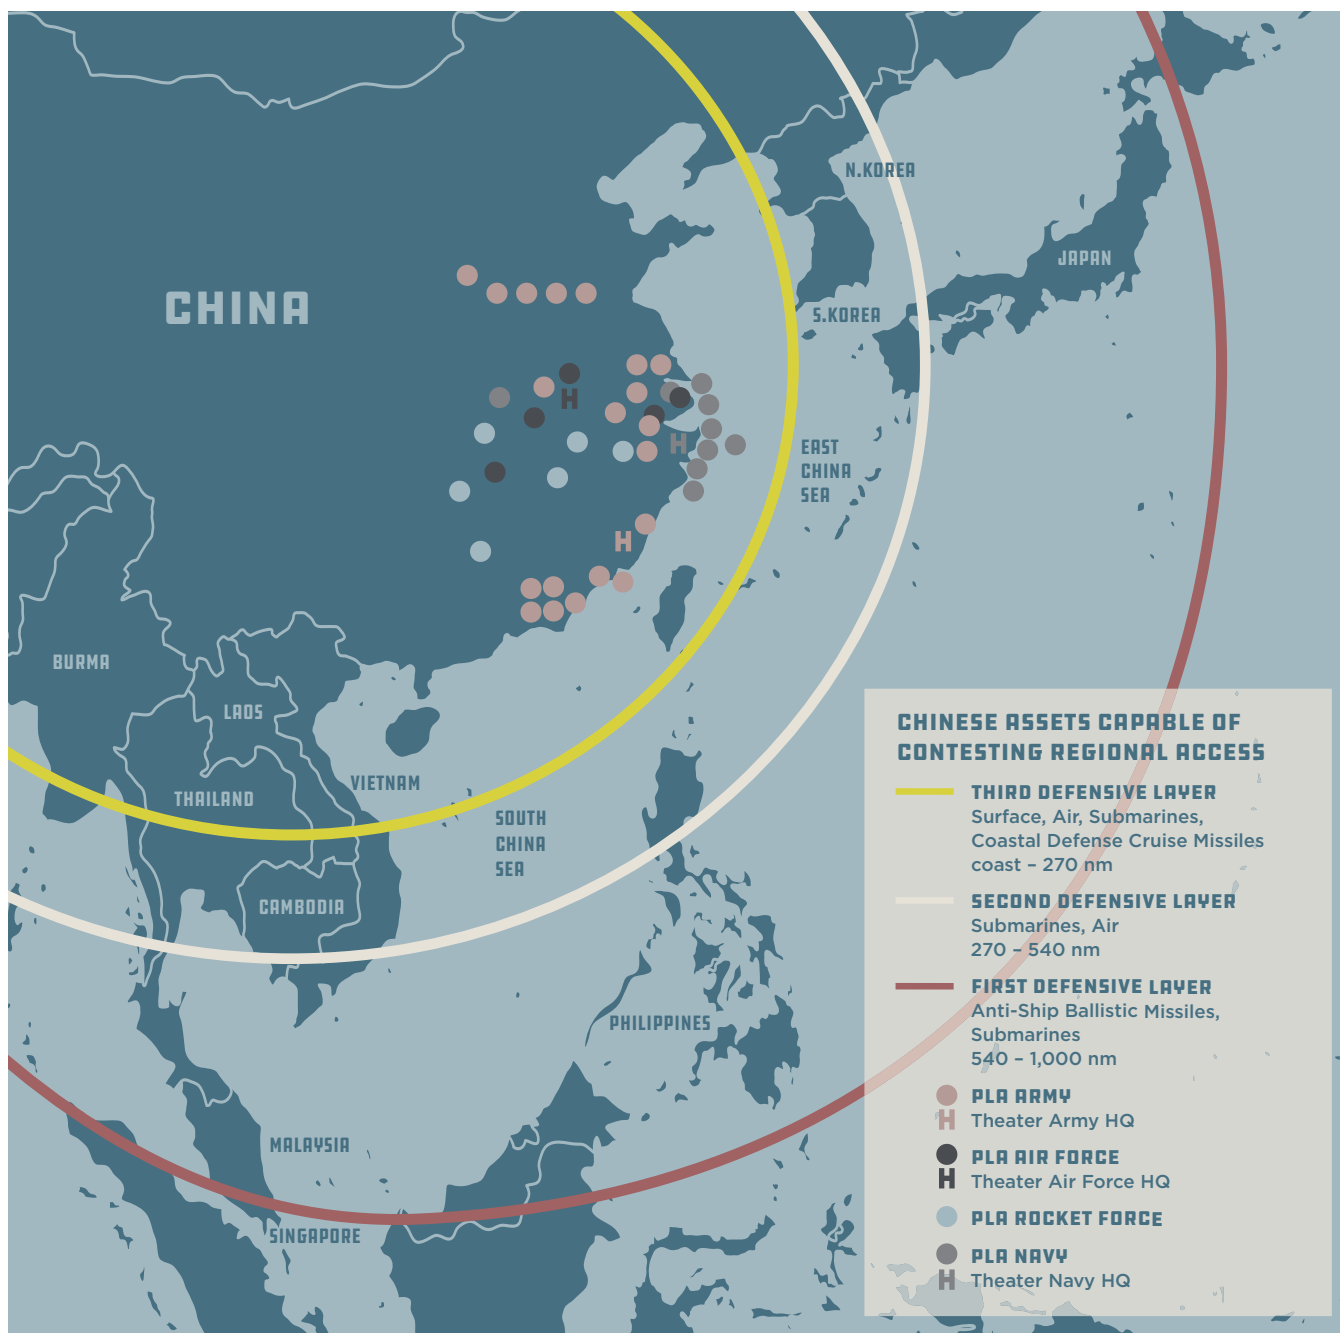 N.KOREA
JAPAN
CHINA
S.KOREA
H
H
EAST
CHINA
SEA
H
BURMA
LAOS
VIETNAM
THAILAND
SOUTH
CHINA
SEA
CAMBODIA
PHILIPPINES
MALAYSIA
SINGAPORE
CHINESE ASSETS CAPABLE OF
CONTESTING REGIONAL ACCESS
THIRD DEFENSIVE LAYER
Surface, Air, Submarines,
Coastal Defense Cruise Missiles
coast – 270 nm
SECOND DEFENSIVE LAYER
Submarines, Air
270 – 540 nm
FIRST DEFENSIVE LAYER
Anti-Ship Ballistic Missiles,
Submarines
540 – 1,000 nm
PLA ARMY
H Theater Army HQ
PLA AIR FORCE
H Theater Air Force HQ
PLA ROCKET FORCE
PLA NAVY
H Theater Navy HQ